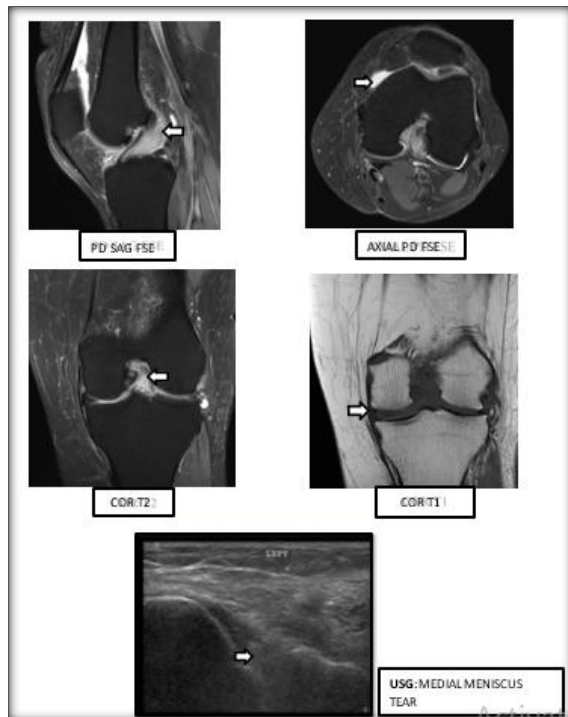 PD SAG FSE
AXIAL PD FSE
COR T2
COR T1
LEFT
USG: MEDIAL MENISCUS
TEAR